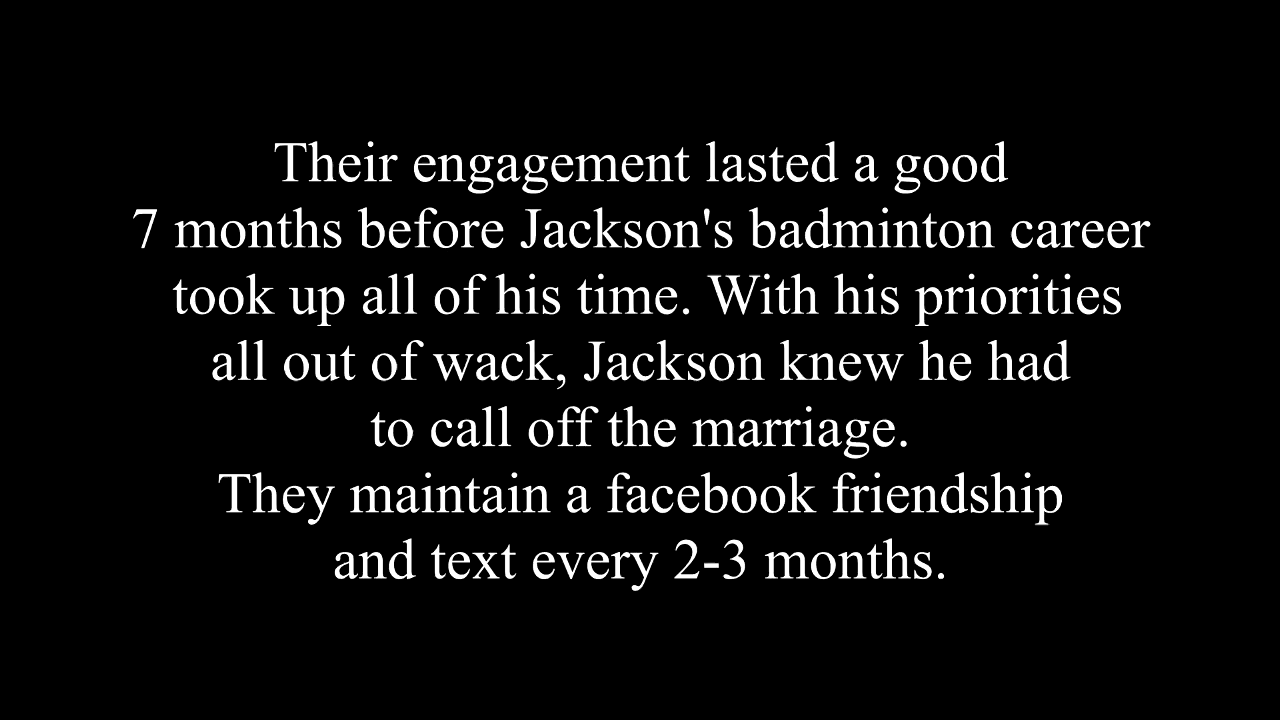 Their engagement lasted a good
7 months before Jackson's badminton career
took up all of his time. With his priorities
all out of wack, Jackson knew he had
to call off the marriage.
They maintain a facebook friendship
and text every 2-3 months.